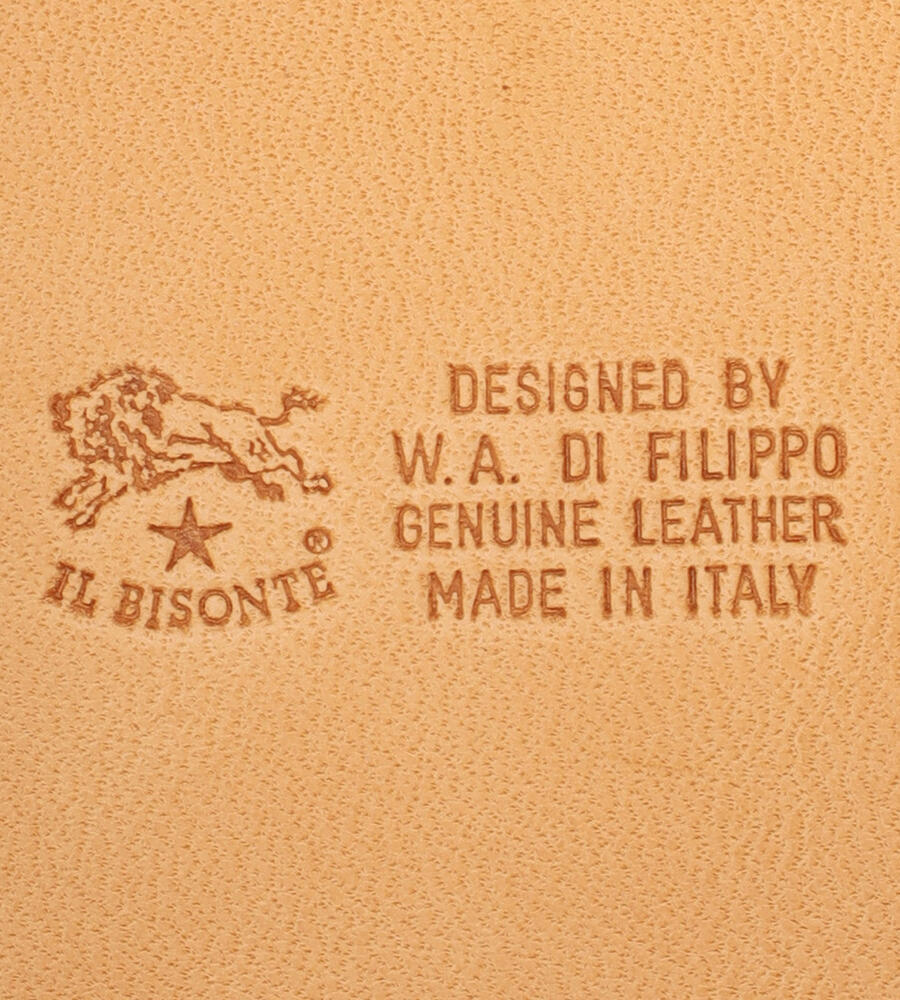 IL BISONTE®
DESIGNED BY
W.A. DI FILIPPO
GENUINE LEATHER
MADE IN ITALY